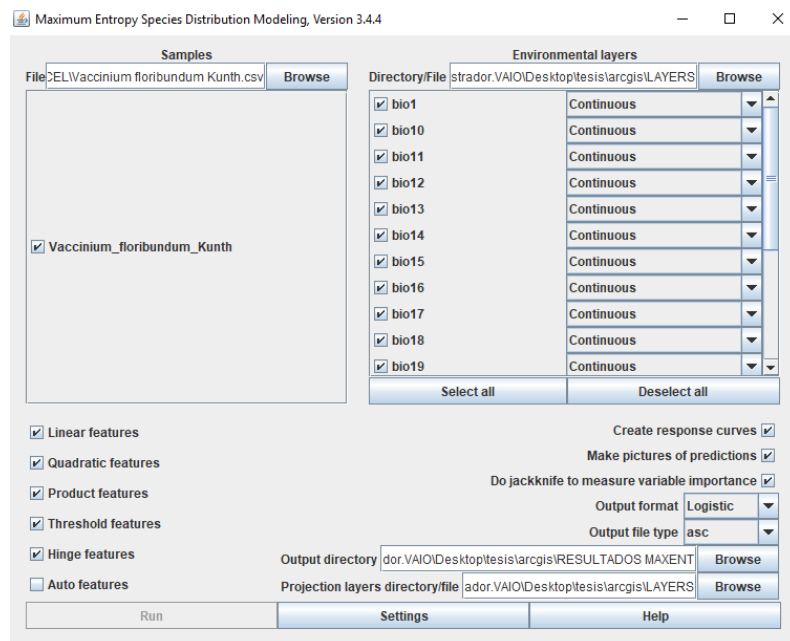 Maximum Entropy Species Distribution Modeling, Version 3.4.4
Samples
File CEL\Vaccinium floribundum Kunth.csv Browse
Vaccinium_floribundum_Kunth
Environmental layers
Directory/File strador.VAIO\Desktop\tesis\arcgis\LAYERS Browse
bio1 Continuous
bio10 Continuous
bio11 Continuous
bio12 Continuous
bio13 Continuous
bio14 Continuous
bio15 Continuous
bio16 Continuous
bio17 Continuous
bio18 Continuous
bio19 Continuous
Select all Deselect all
Linear features
Quadratic features
Product features
Threshold features
Hinge features
Auto features
Create response curves
Make pictures of predictions
Do jackknife to measure variable importance
Output format Logistic
Output file type asc
Output directory dor.VAIO\Desktop\tesis\arcgis\RESULTADOS MAXENT Browse
Projection layers directory/file ador.VAIO\Desktop\tesis\arcgis\LAYERS Browse
Run Settings Help